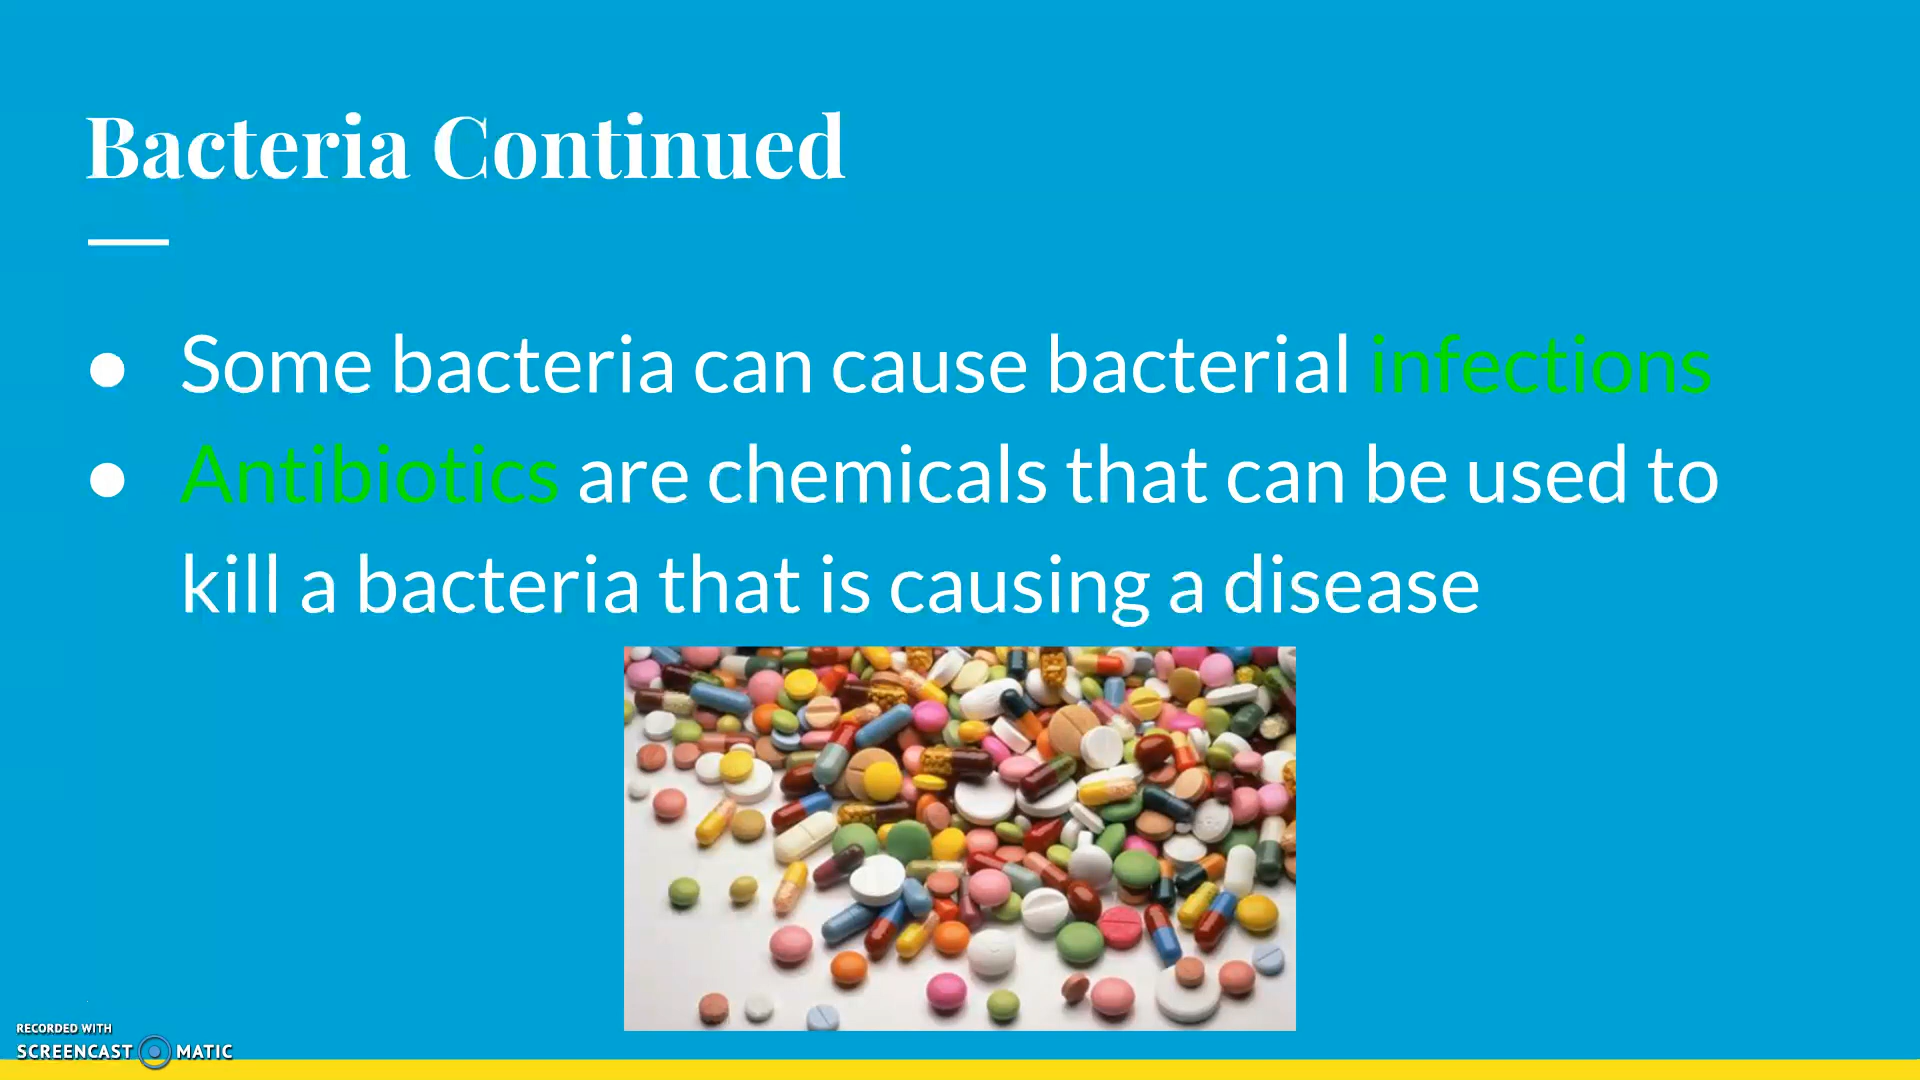 Bacteria Continued
● Some bacteria can cause bacterial infections
● Antibiotics are chemicals that can be used to
kill a bacteria that is causing a disease
RECORDED WITH
SCREENCAST MATIC